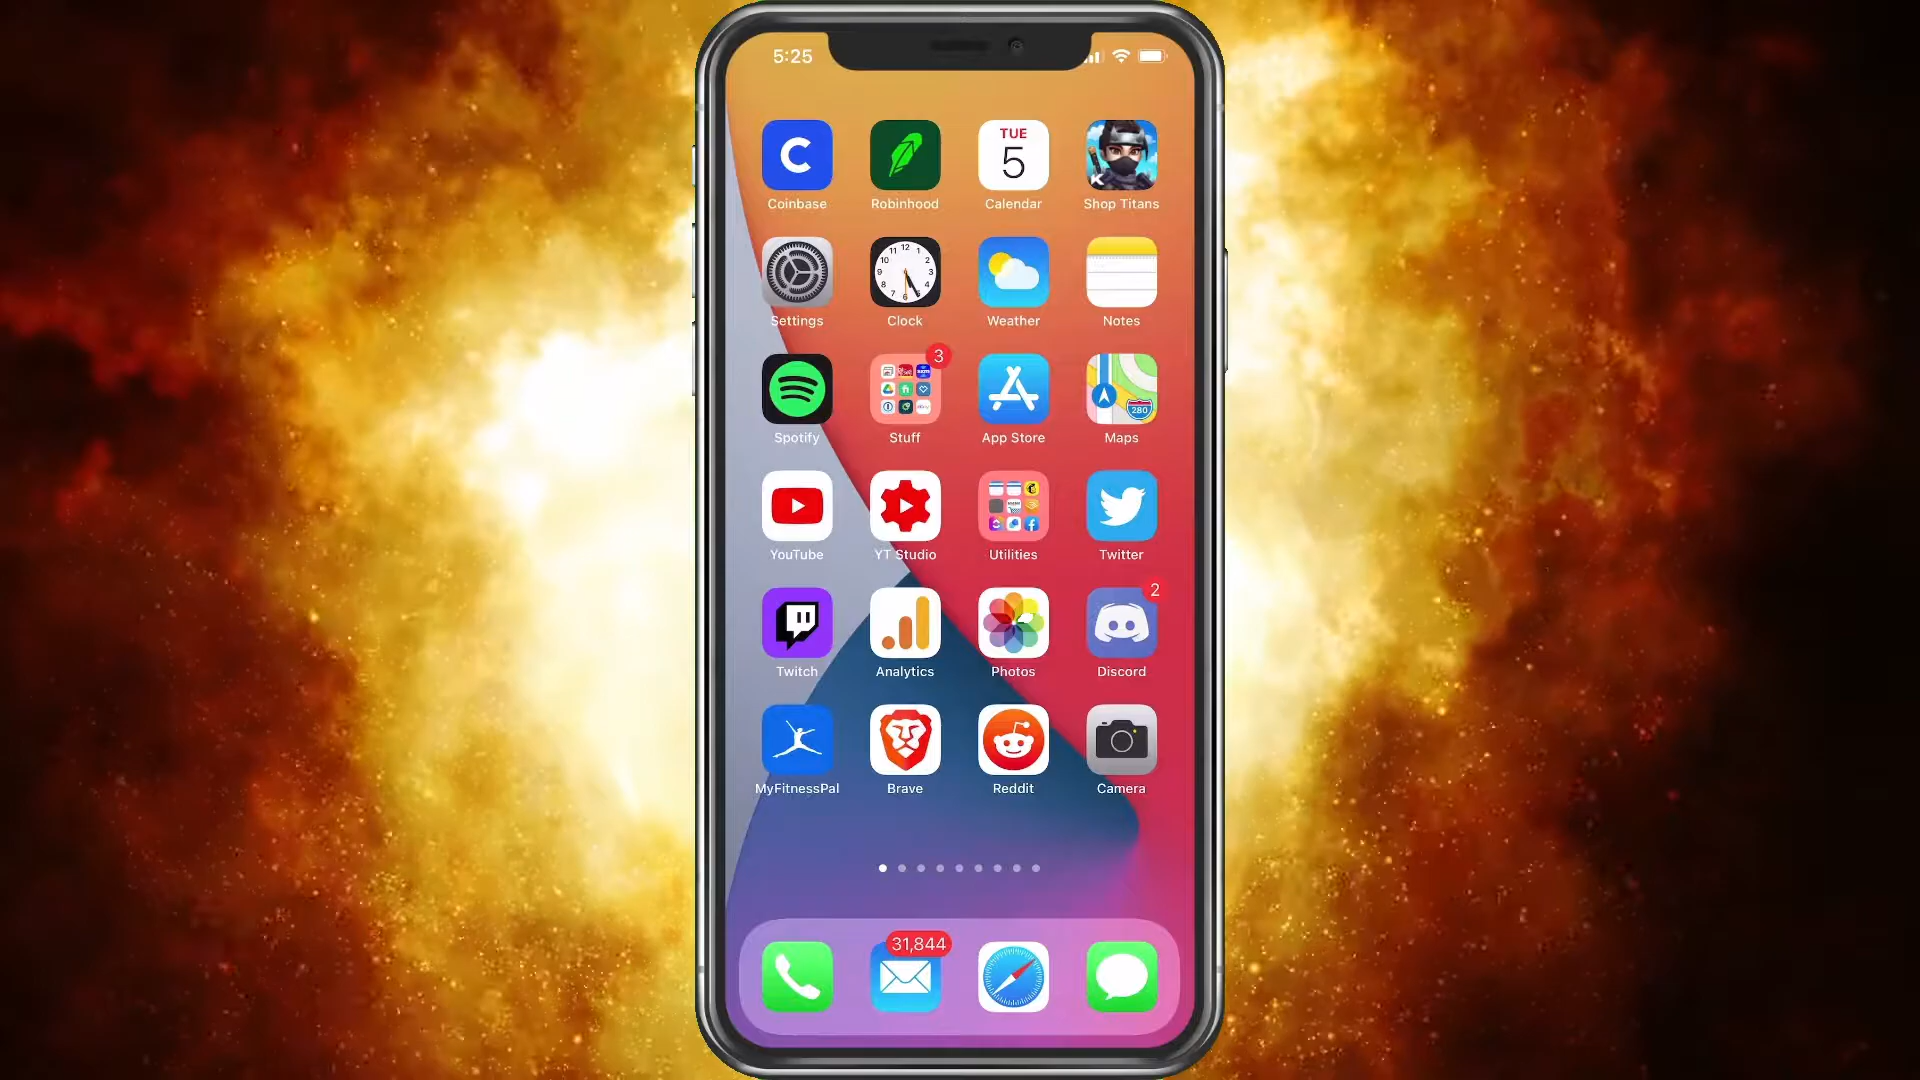 5:25
TUE
5
Coinbase Robinhood Calendar Shop Titans
Settings Clock Weather Notes
3
280
Spotify Stuff App Store Maps
YouTube YT Studio Utilities Twitter
2
Twitch Analytics Photos Discord
MyFitnessPal Brave Reddit Camera
31,844